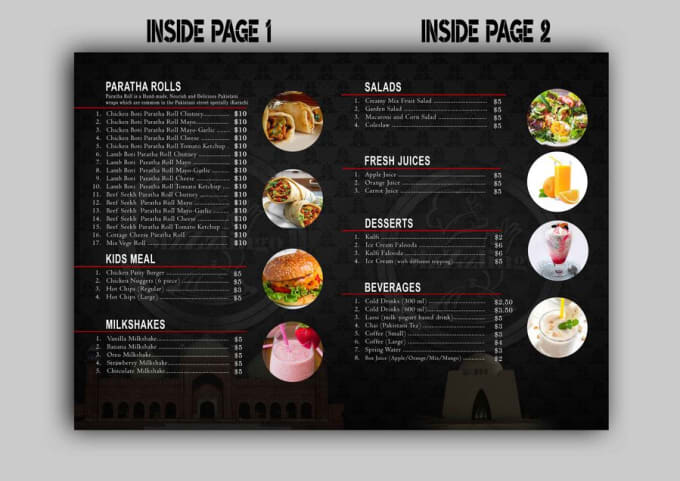 INSIDE PAGE 1
PARATHA ROLLS
Paratha Roll is a Hand-made, Nourish and Delicious Pakistani
wraps which are common in the Pakistani street specially (Karachi
1. Chicken Boti Paratha Roll Chutney $10
2. Chicken Boti Paratha Roll Mayo $10
3. Chicken Boti Paratha Roll Mayo-Garlic $10
4. Chicken Boti Paratha Roll Cheese $10
5. Chicken Boti Paratha Roll Tomato Ketchup $10
6. Lamb Boti Paratha Roll Chutney $10
7. Lamb Boti Paratha Roll Mayo $10
8. Lamb Boti Paratha Roll Mayo-Garlic $10
9. Lamb Boti Paratha Roll Cheese $10
10. Lamb Boti Paratha Roll Tomato Ketchup $10
11. Beef Seekh Paratha Roll Chutney $10
12. Beef Seekh Paratha Roll Mayo $10
13. Beef Seekh Paratha Roll Mayo-Garlic $10
14. Beef Seekh Paratha Roll Cheese $10
15. Beef Seekh Paratha Roll Tomato Ketchup $10
16. Cottage Cheese Paratha Roll $10
17. Mix Vege Roll $10
KIDS MEAL
1. Chicken Patty Burger $5
2. Chicken Nuggets (6 piece) $5
3. Hot Chips (Regular) $3
4. Hot Chips (Large) $5
MILKSHAKES
1. Vanilla Milkshake $5
2. Banana Milkshake $5
3. Oreo Milkshake $5
4. Strawberry Milkshake $5
5. Chocolate Milkshake $5
INSIDE PAGE 2
SALADS
1. Creamy Mix Fruit Salad $5
2. Garden Salad $5
3. Macaroni and Corn Salad $5
4. Coleslaw $5
FRESH JUICES
1. Apple Juice $5
2. Orange Juice $5
3. Carrot Juice $5
DESSERTS
1. Kulfi $2
2. Ice Cream Falooda $6
3. Kulfi Falooda $6
4. Ice Cream (with different topping) $5
BEVERAGES
1. Cold Drinks (300 ml) $2.50
2. Cold Drinks (600 ml) $3.50
3. Lassi (milk-yogurt based drink) $5
4. Chai (Pakistani Tea) $3
5. Coffee (Small) $3
6. Coffee (Large) $4
7. Spring Water $3
8. Box Juice (Apple/Orange/Mix/Mango) $2